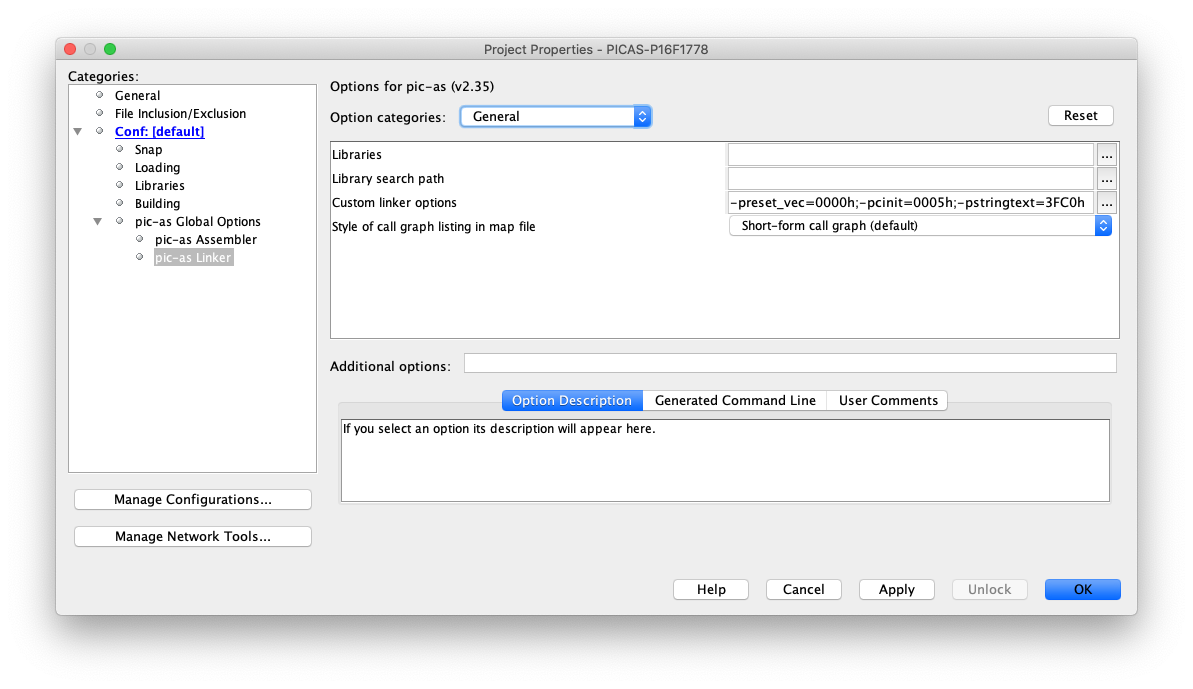 Project Properties - PICAS-P16F1778
Categories:
General
File Inclusion/Exclusion
Conf: [default]
Snap
Loading
Libraries
Building
pic-as Global Options
pic-as Assembler
pic-as Linker
Manage Configurations...
Manage Network Tools...
Options for pic-as (v2.35)
Option categories: General Reset
Libraries ...
Library search path ...
Custom linker options -preset_vec=0000h;-pcinit=0005h;-pstringtext=3FC0h ...
Style of call graph listing in map file Short-form call graph (default)
Additional options:
Option Description Generated Command Line User Comments
If you select an option its description will appear here.
Help Cancel Apply Unlock OK